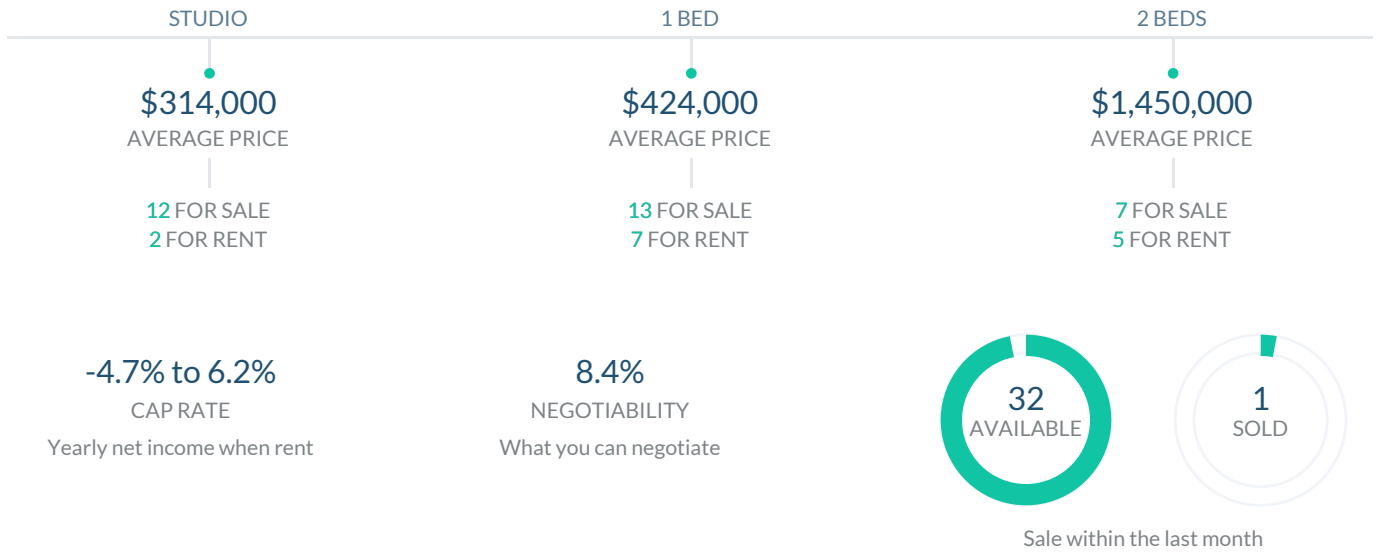 STUDIO
1 BED
2 BEDS
$314,000
AVERAGE PRICE
12 FOR SALE
2 FOR RENT
$424,000
AVERAGE PRICE
13 FOR SALE
7 FOR RENT
$1,450,000
AVERAGE PRICE
7 FOR SALE
5 FOR RENT
-4.7% to 6.2%
CAP RATE
Yearly net income when rent
8.4%
NEGOTIABILITY
What you can negotiate
32
AVAILABLE
1
SOLD
Sale within the last month